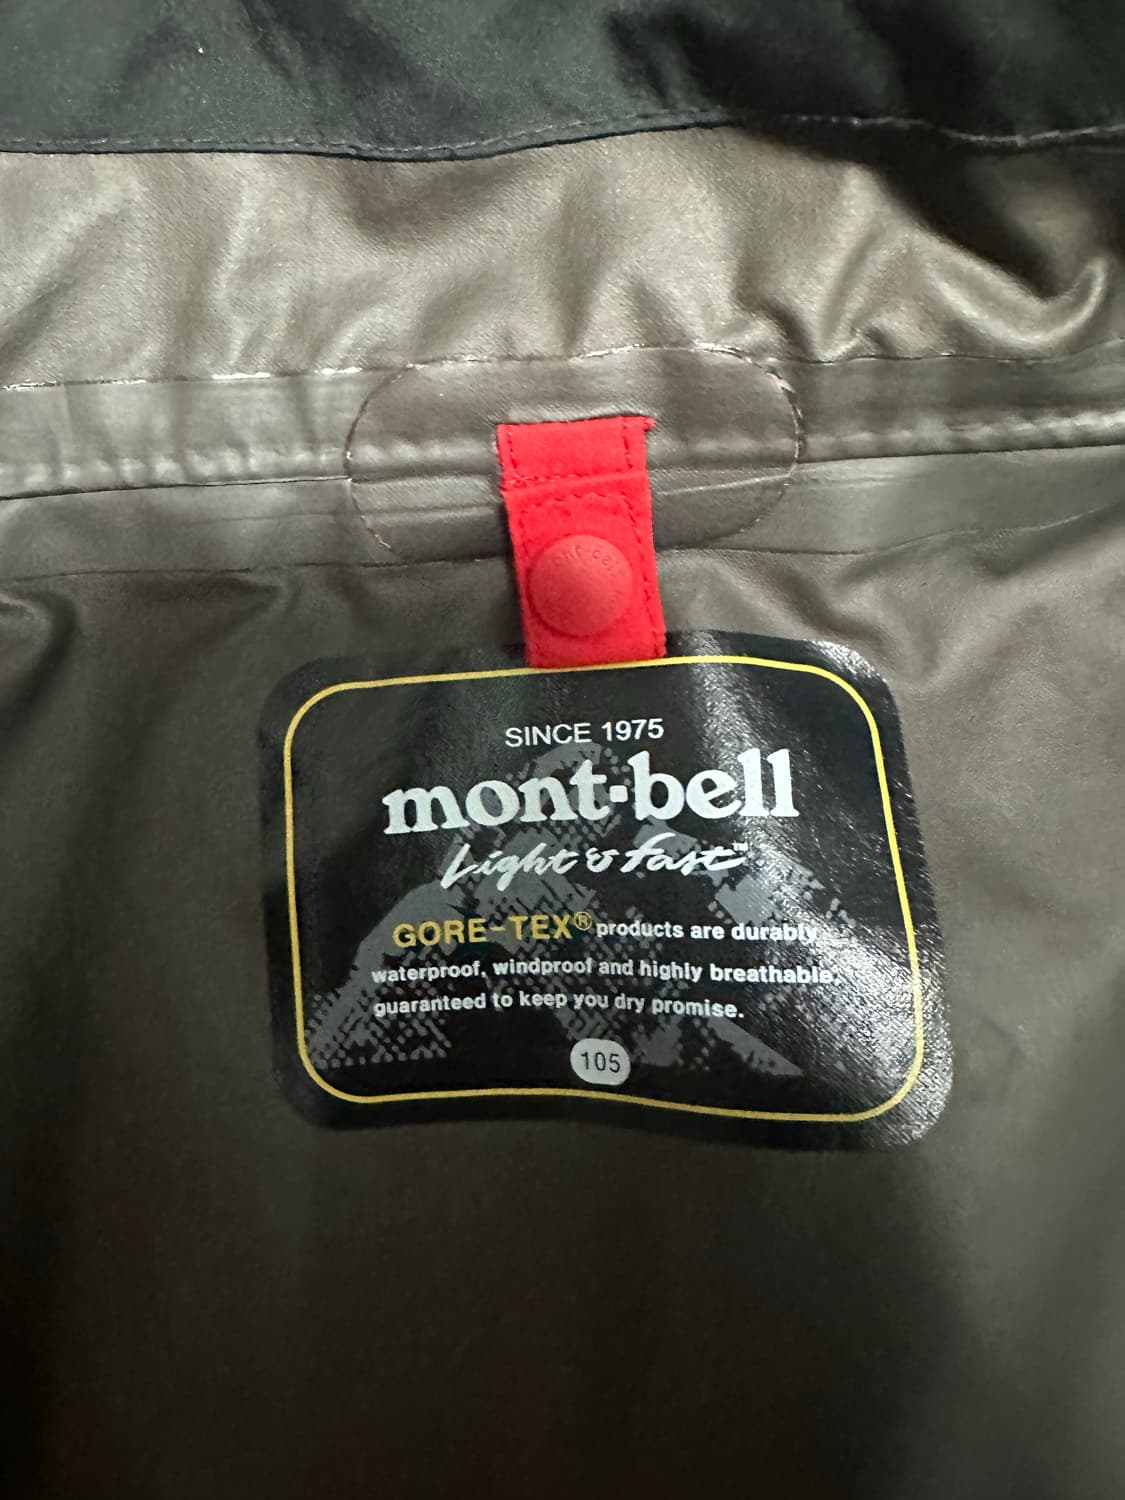 SINCE 1975
mont-bell
Light & Fast™
GORE-TEX® products are durably
waterproof, windproof and highly breathable,
guaranteed to keep you dry promise.
105